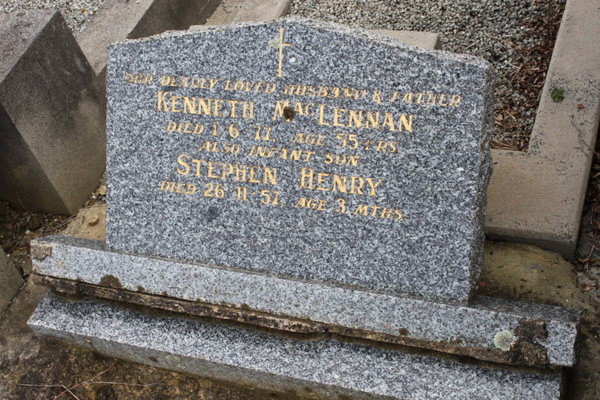 OUR DEARLY LOVED HUSBAND & FATHER
KENNETH MACLENNAN
DIED 1·6·11 AGE 55 YRS
ALSO INFANT SON
STEPHEN HENRY
DIED 26·11·57. AGE 3 MTHS